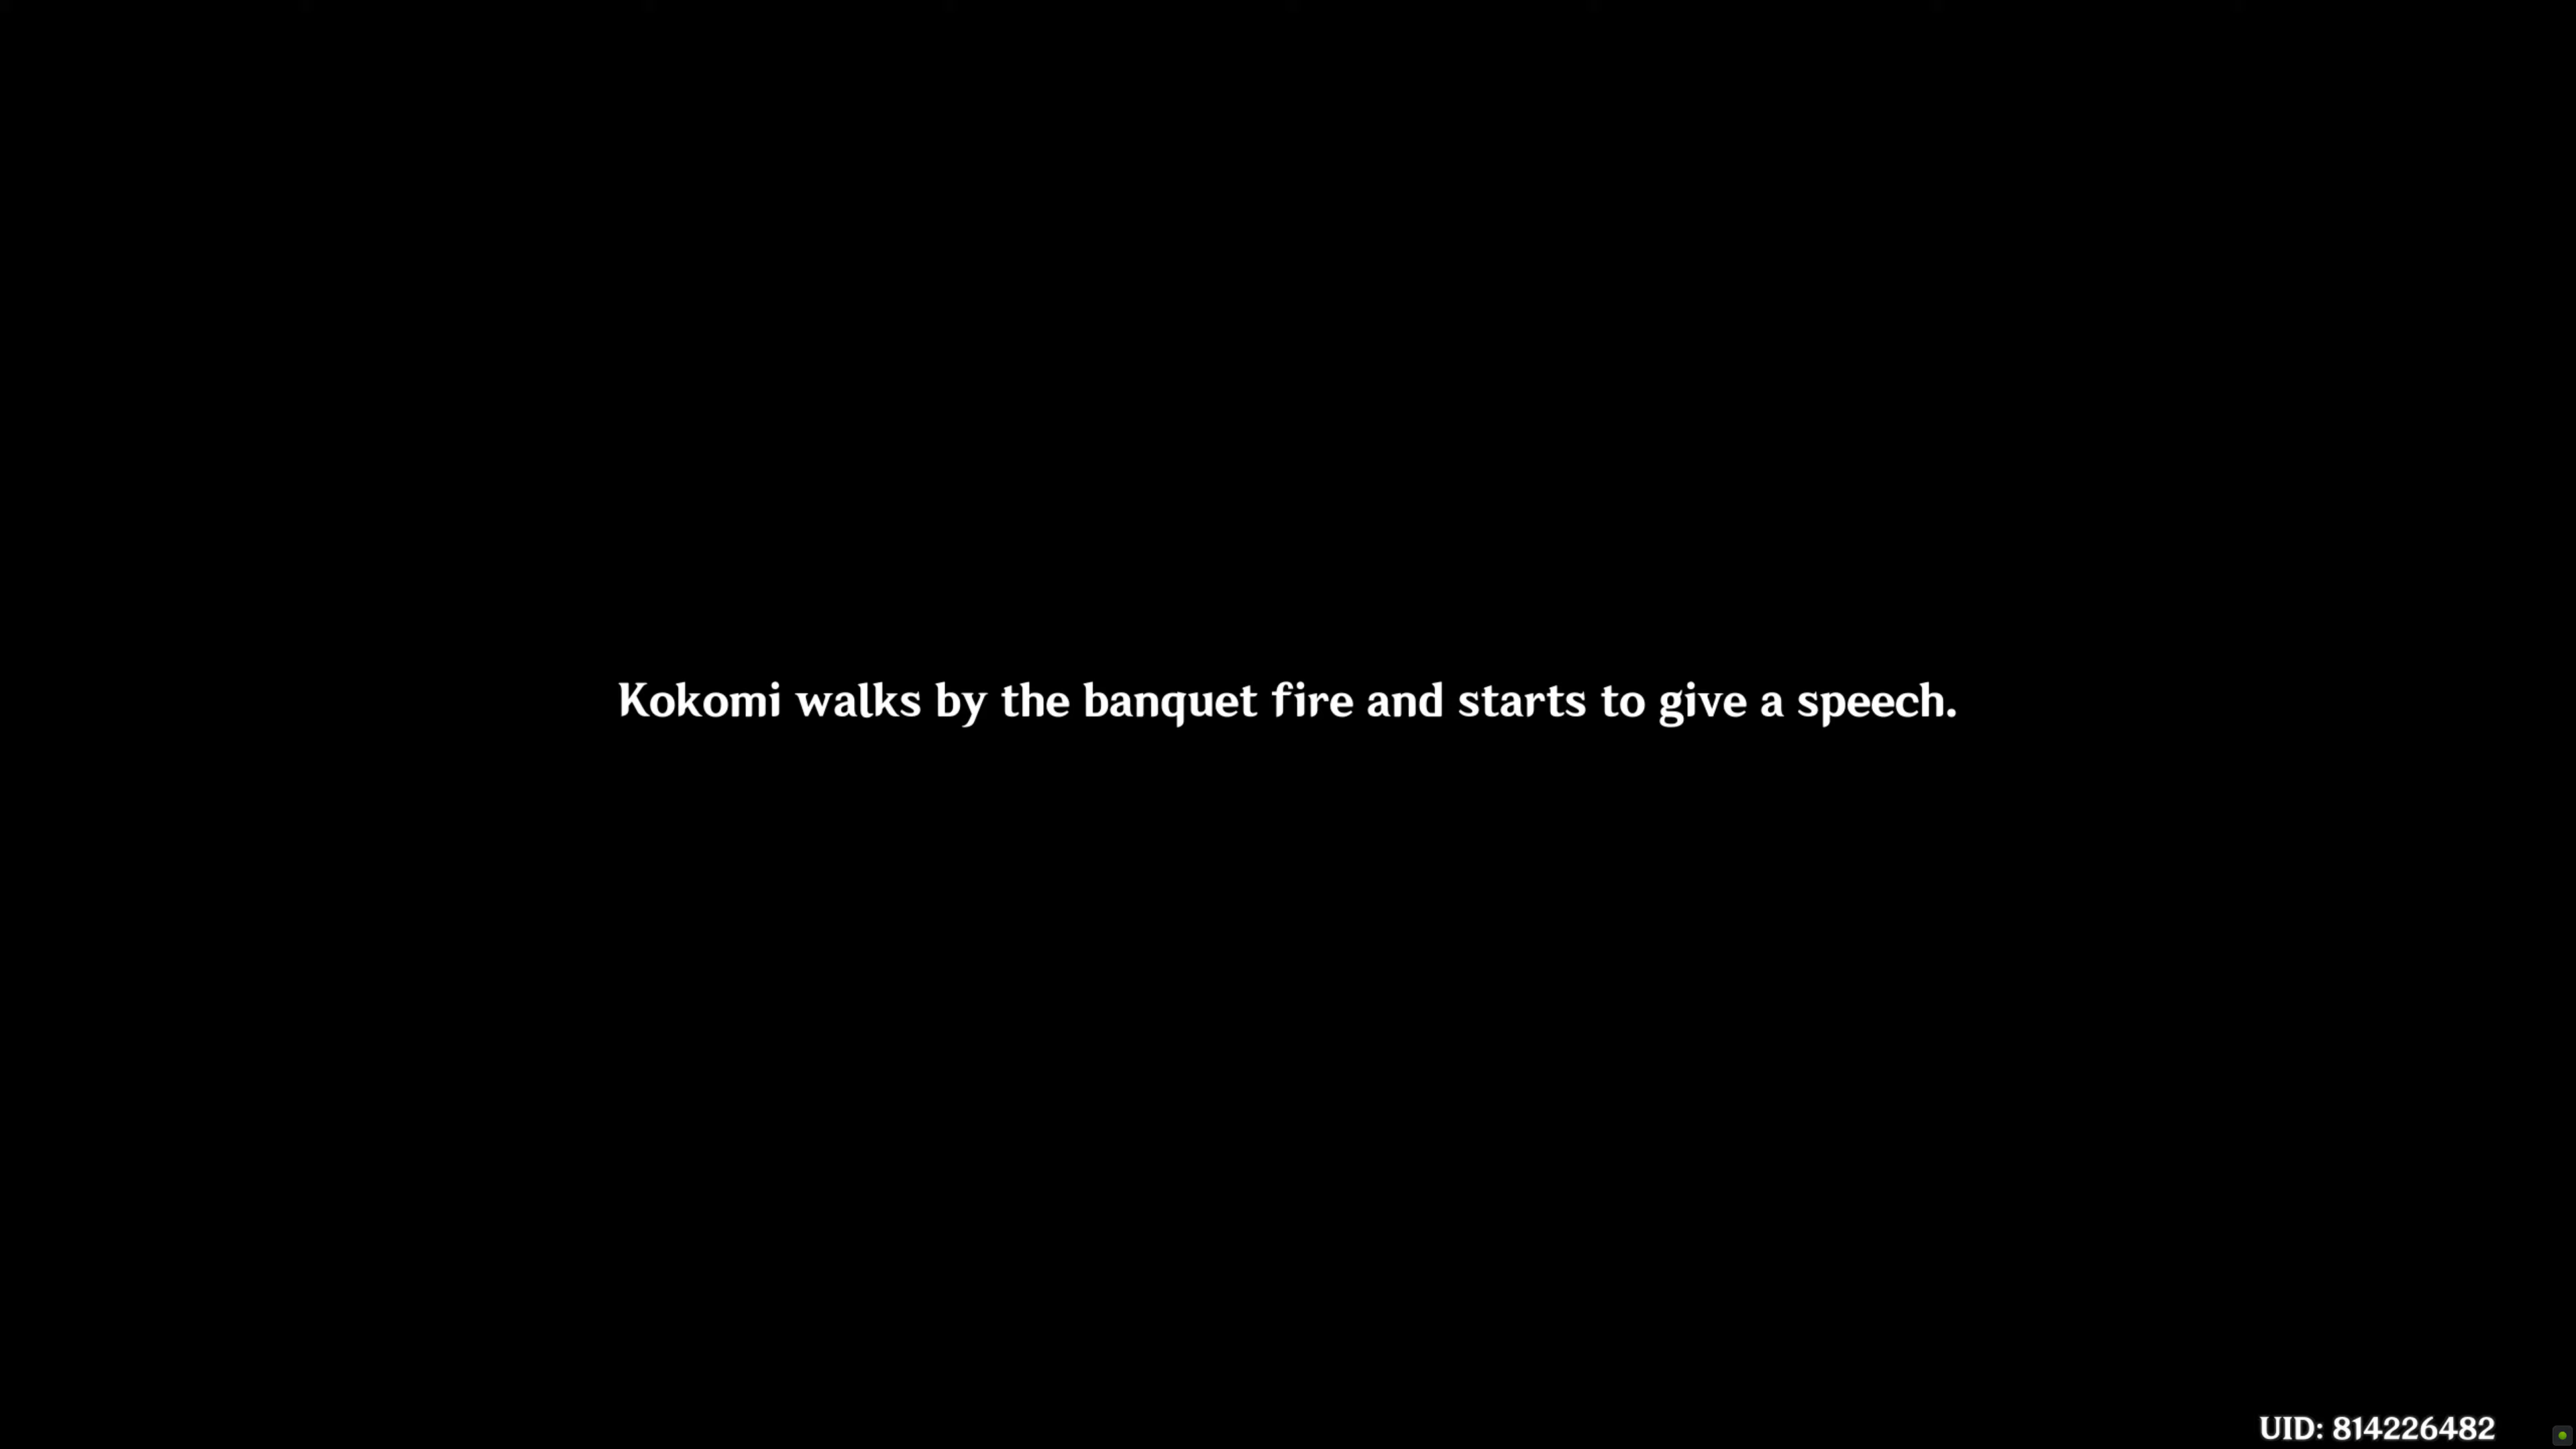 Kokomi walks by the banquet fire and starts to give a speech.
UID: 814226482